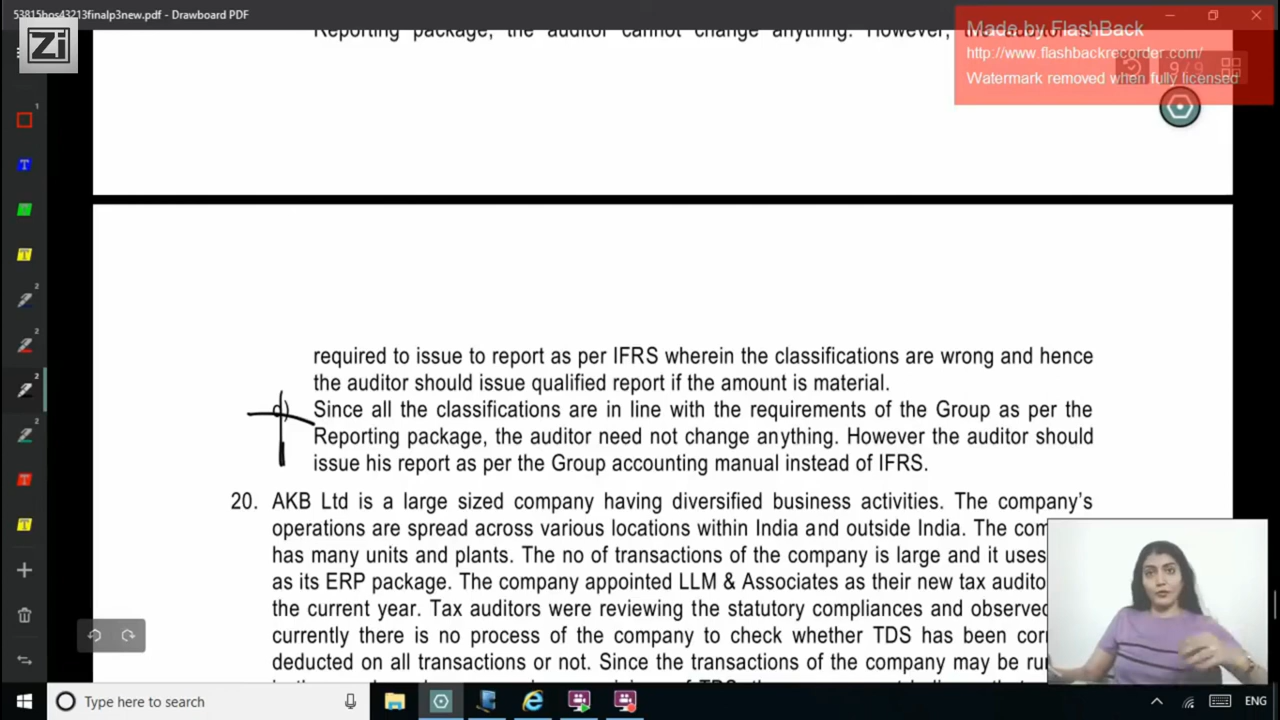 53815bos43213finalp3new.pdf - Drawboard PDF
Zi
Made by FlashBack
http://www.flashbackrecorder.com/
Watermark removed when fully licensed
9/9
Reporting package, the auditor cannot change anything. However,
required to issue to report as per IFRS wherein the classifications are wrong and hence
the auditor should issue qualified report if the amount is material.
Since all the classifications are in line with the requirements of the Group as per the
Reporting package, the auditor need not change anything. However the auditor should
issue his report as per the Group accounting manual instead of IFRS.
20. AKB Ltd is a large sized company having diversified business activities. The company's
operations are spread across various locations within India and outside India. The
has many units and plants. The no of transactions of the company is large and it uses
as its ERP package. The company appointed LLM & Associates as their new tax
the current year. Tax auditors were reviewing the statutory compliances and
currently there is no process of the company to check whether TDS has been
deducted on all transactions or not. Since the transactions of the company may be
Type here to search
ENG